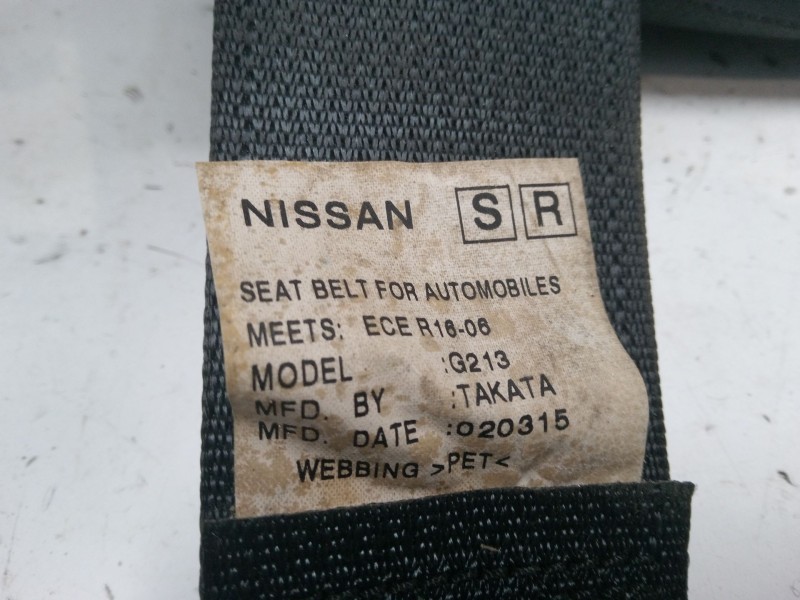 NISSAN S R
SEAT BELT FOR AUTOMOBILES
MEETS: ECE R16-06
MODEL :G213
MFD. BY :TAKATA
MFD. DATE :020315
WEBBING >PET<